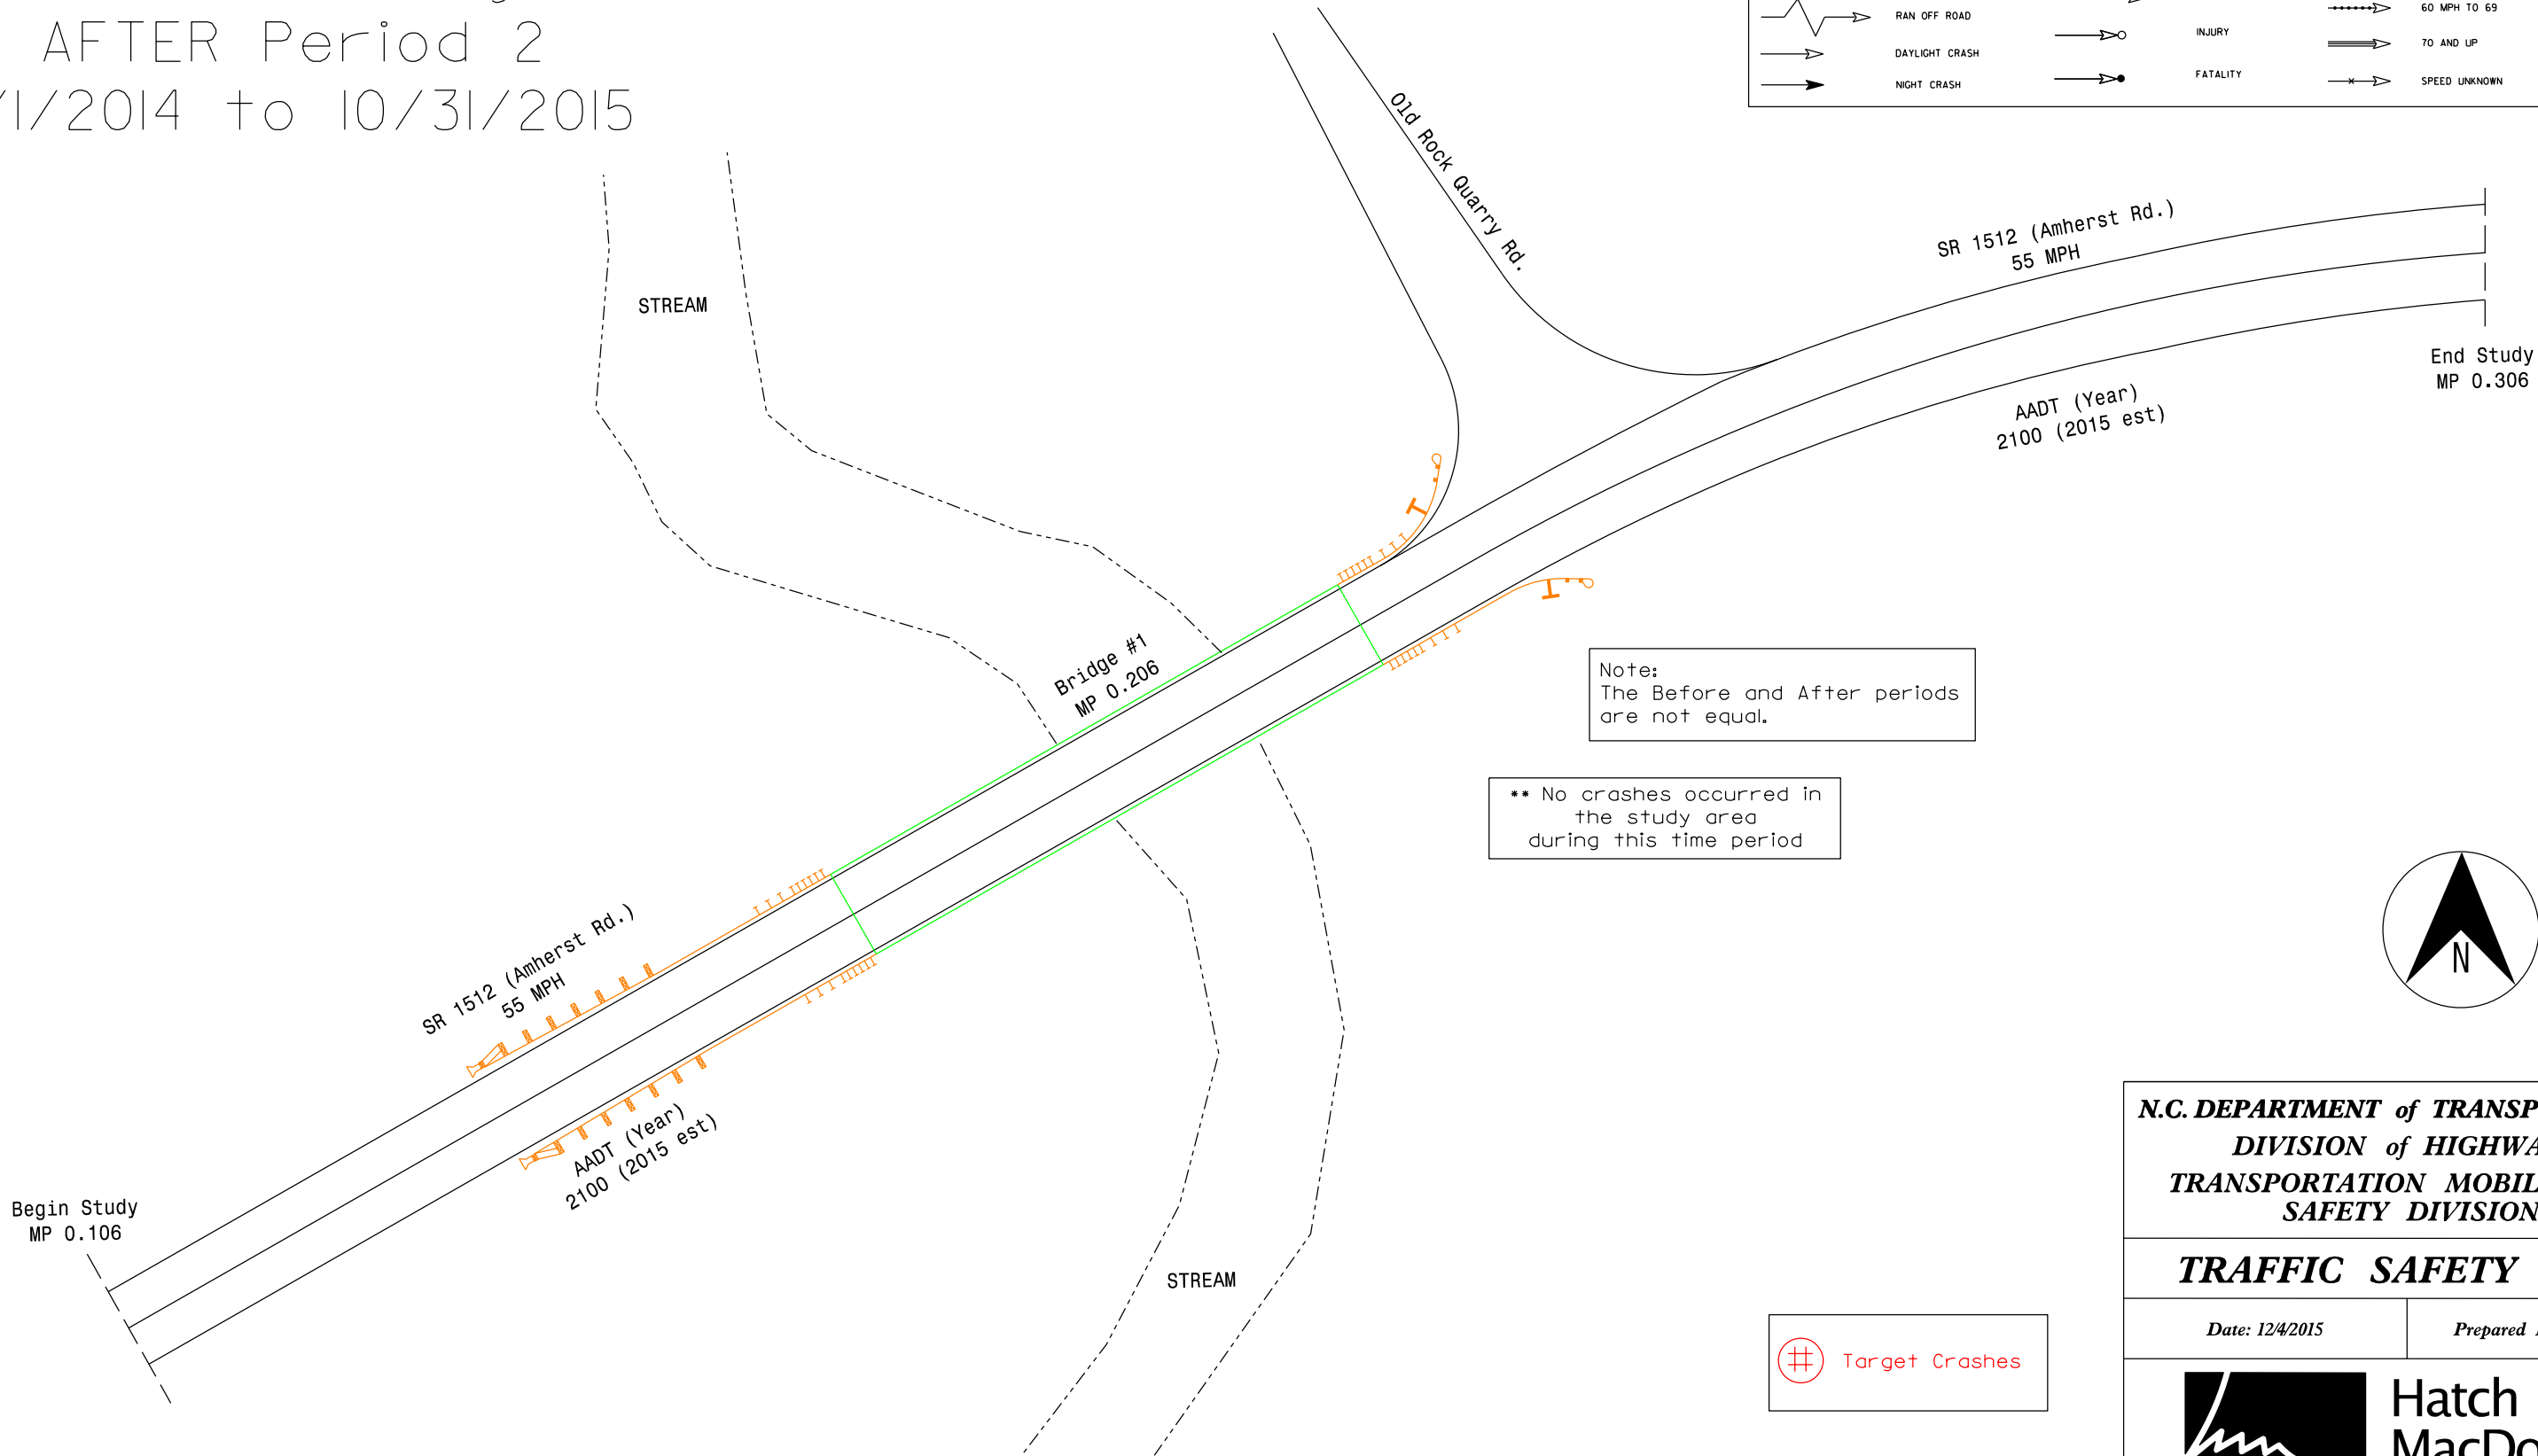 AFTER Period 2
/1/2014 to 10/31/2015
RAN OFF ROAD
DAYLIGHT CRASH
NIGHT CRASH
INJURY
FATALITY
60 MPH TO 69
70 AND UP
SPEED UNKNOWN
Old Rock Quarry Rd.
SR 1512 (Amherst Rd.)
55 MPH
STREAM
End Study
MP 0.306
AADT (Year)
2100 (2015 est)
Bridge #1
MP 0.206
Note:
The Before and After periods
are not equal.
** No crashes occurred in
the study area
during this time period
SR 1512 (Amherst Rd.)
55 MPH
N
AADT (Year)
2100 (2015 est)
Begin Study
MP 0.106
STREAM
# Target Crashes
N.C. DEPARTMENT of TRANSP
DIVISION of HIGHWA
TRANSPORTATION MOBIL
SAFETY DIVISION
TRAFFIC SAFETY
Date: 12/4/2015
Prepared
Hatch
MacDo